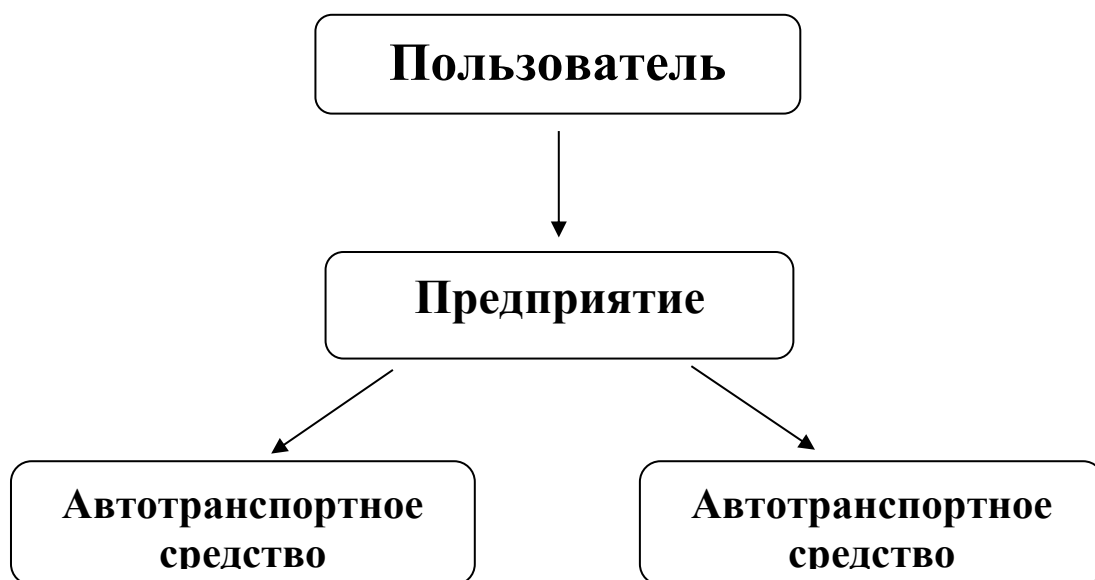 Пользователь
Предприятие
Автотранспортное
средство
Автотранспортное
средство